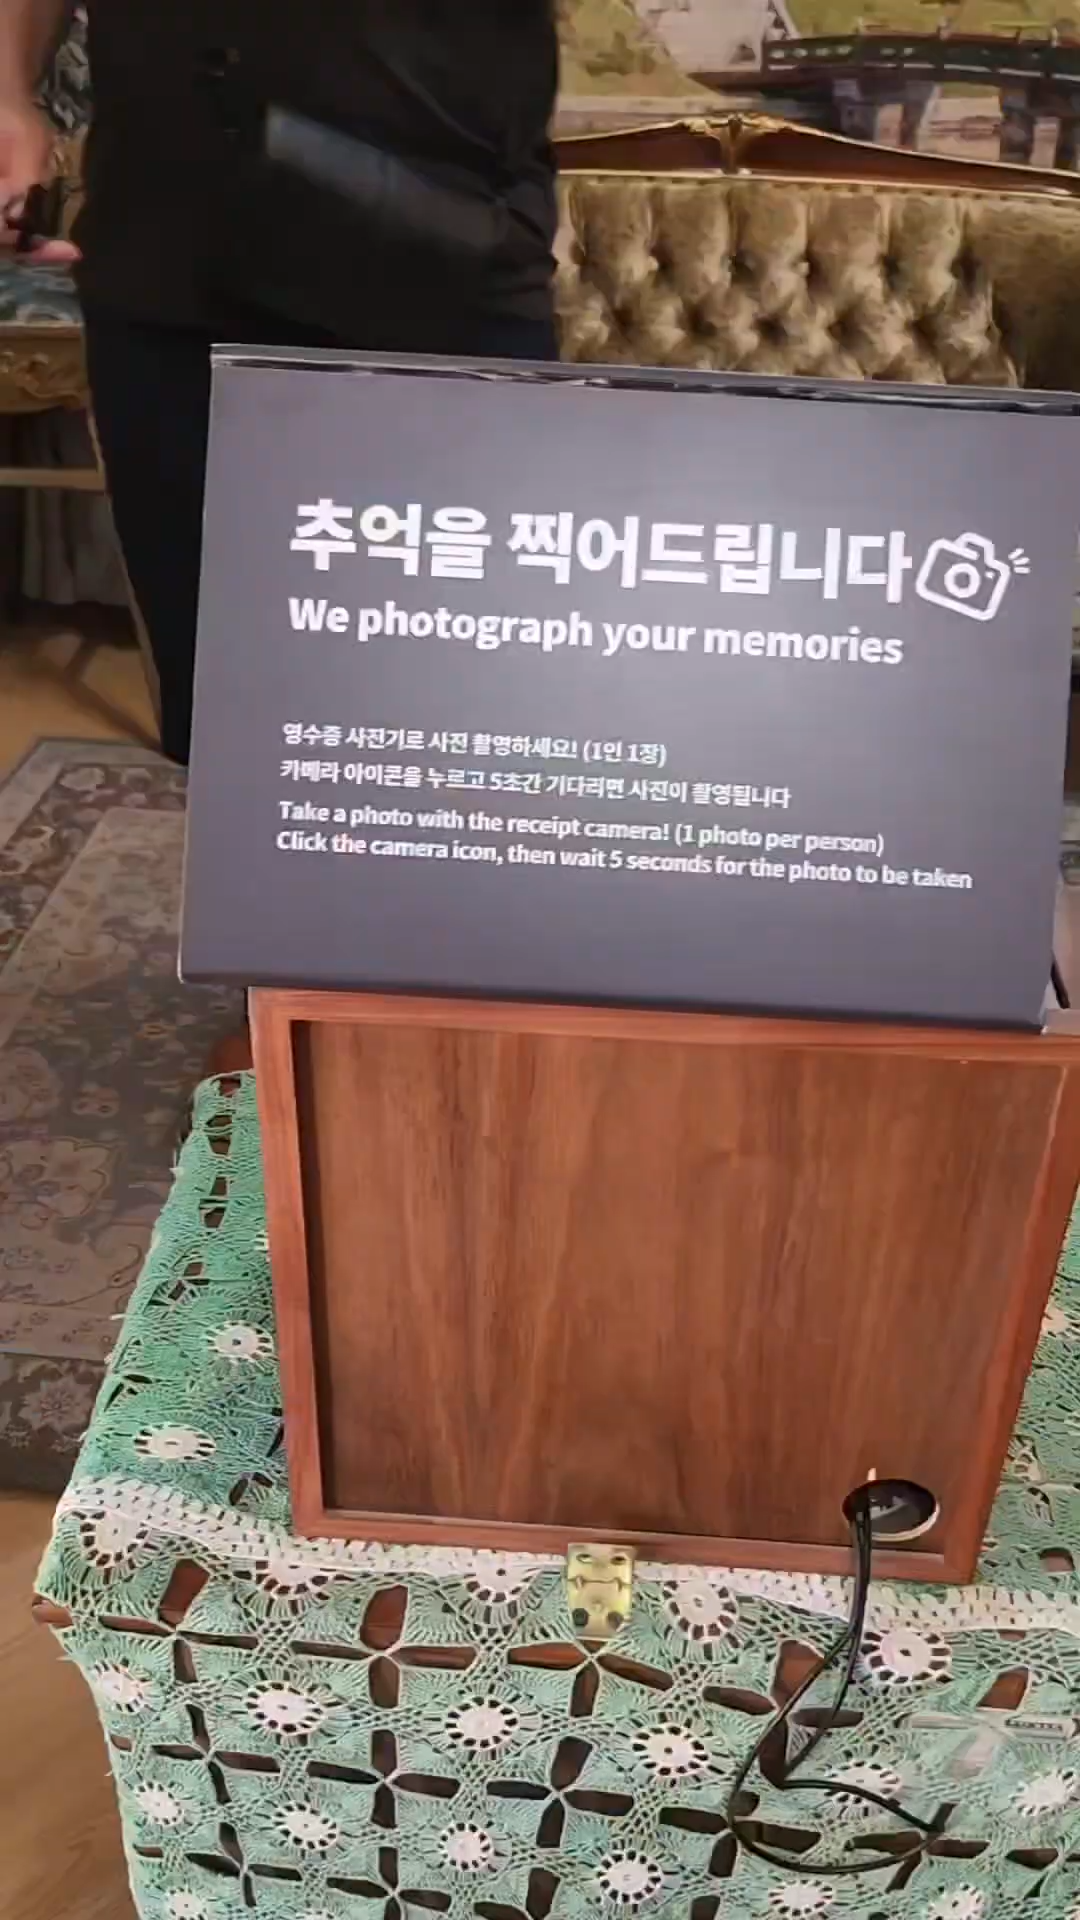 추억을 찍어드립니다
We photograph your memories
영수증 사진기로 사진 촬영하세요! (1인 1장)
카메라 아이콘을 누르고 5초간 기다리면 사진이 촬영됩니다
Take a photo with the receipt camera! (1 photo per person)
Click the camera icon, then wait 5 seconds for the photo to be taken